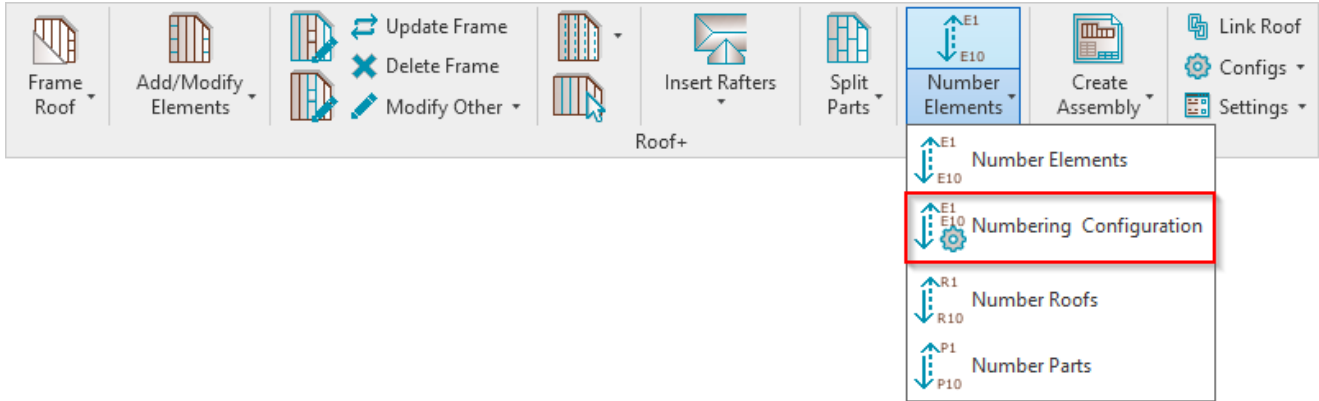 Frame
Roof
Add/Modify
Elements
Update Frame
Delete Frame
Modify Other
Insert Rafters
Split
Parts
E1
E10
Number
Elements
Create
Assembly
Link Roof
Configs
Settings
Roof+
E1
E10
Number Elements
E1
E10
Numbering Configuration
R1
R10
Number Roofs
P1
P10
Number Parts